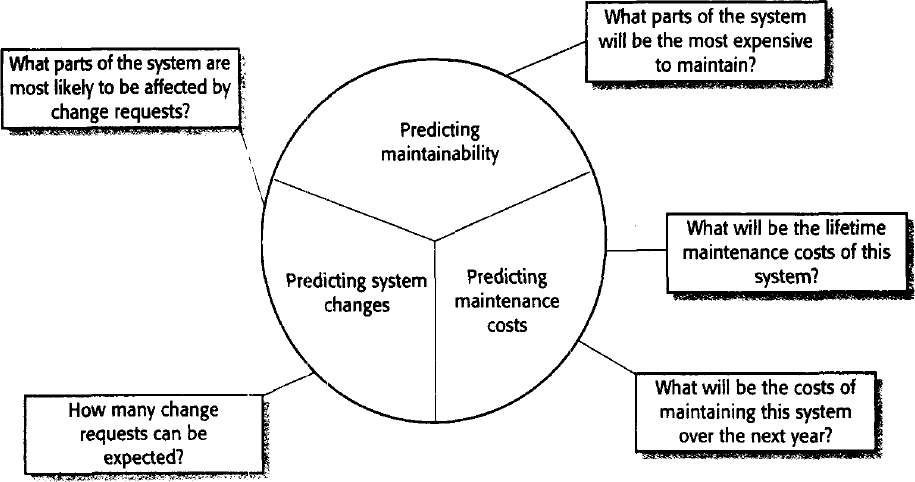 What parts of the system
will be the most expensive
to maintain?
What parts of the system are
most likely to be affected by
change requests?
Predicting
maintainability
What will be the lifetime
maintenance costs of this
system?
Predicting system
changes
Predicting
maintenance
costs
What will be the costs of
maintaining this system
over the next year?
How many change
requests can be
expected?